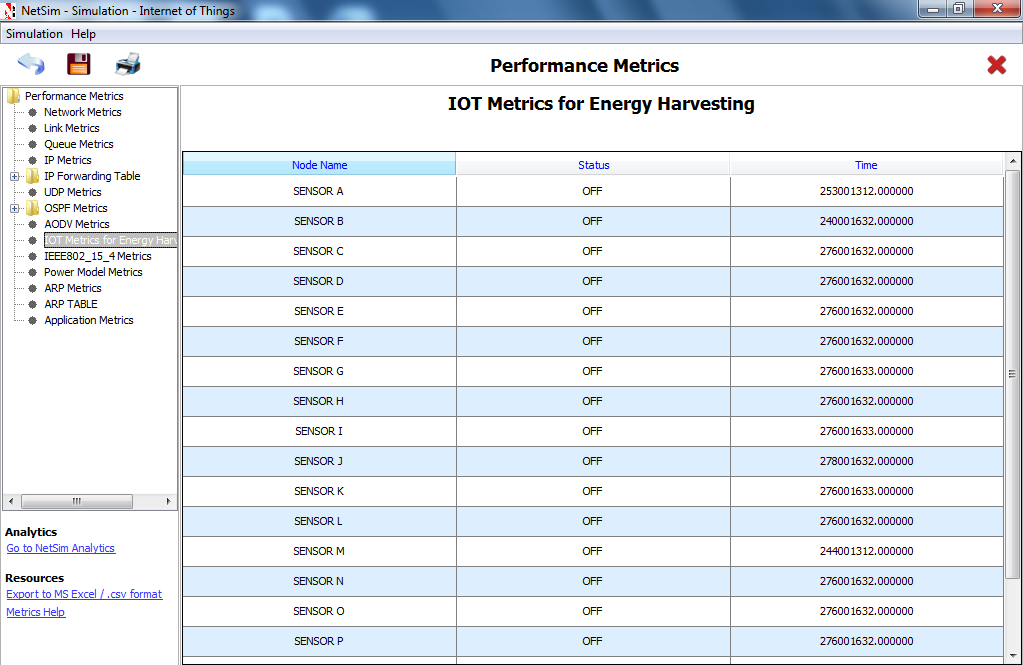 NetSim - Simulation - Internet of Things
Simulation Help
Performance Metrics
Performance Metrics
Network Metrics
Link Metrics
Queue Metrics
IP Metrics
IP Forwarding Table
UDP Metrics
OSPF Metrics
AODV Metrics
IOT Metrics for Energy Harv
IEEE802_15_4 Metrics
Power Model Metrics
ARP Metrics
ARP TABLE
Application Metrics
Analytics
Go to NetSim Analytics
Resources
Export to MS Excel / .csv format
Metrics Help
IOT Metrics for Energy Harvesting
Node Name Status Time
SENSOR A OFF 253001312.000000
SENSOR B OFF 240001632.000000
SENSOR C OFF 276001632.000000
SENSOR D OFF 276001632.000000
SENSOR E OFF 276001632.000000
SENSOR F OFF 276001632.000000
SENSOR G OFF 276001633.000000
SENSOR H OFF 276001632.000000
SENSOR I OFF 276001633.000000
SENSOR J OFF 278001632.000000
SENSOR K OFF 276001633.000000
SENSOR L OFF 276001632.000000
SENSOR M OFF 244001312.000000
SENSOR N OFF 276001632.000000
SENSOR O OFF 276001632.000000
SENSOR P OFF 276001632.000000